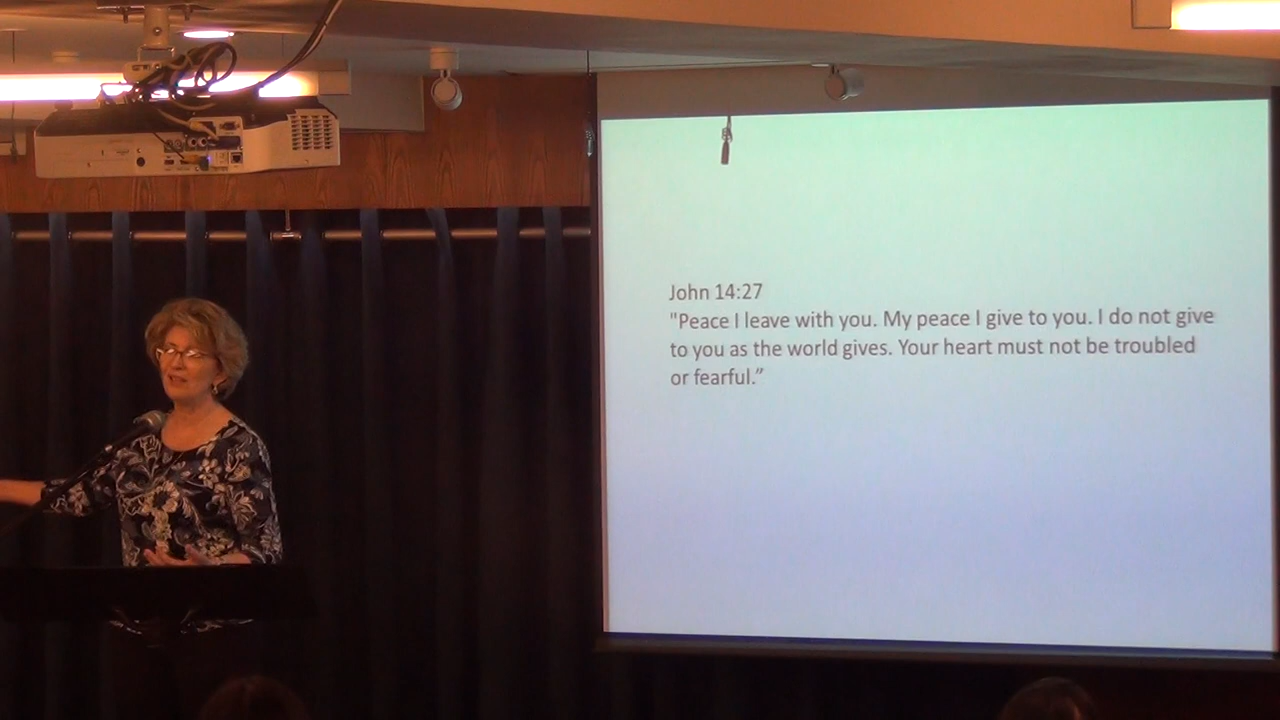 John 14:27
"Peace I leave with you. My peace I give to you. I do not give
to you as the world gives. Your heart must not be troubled
or fearful.”